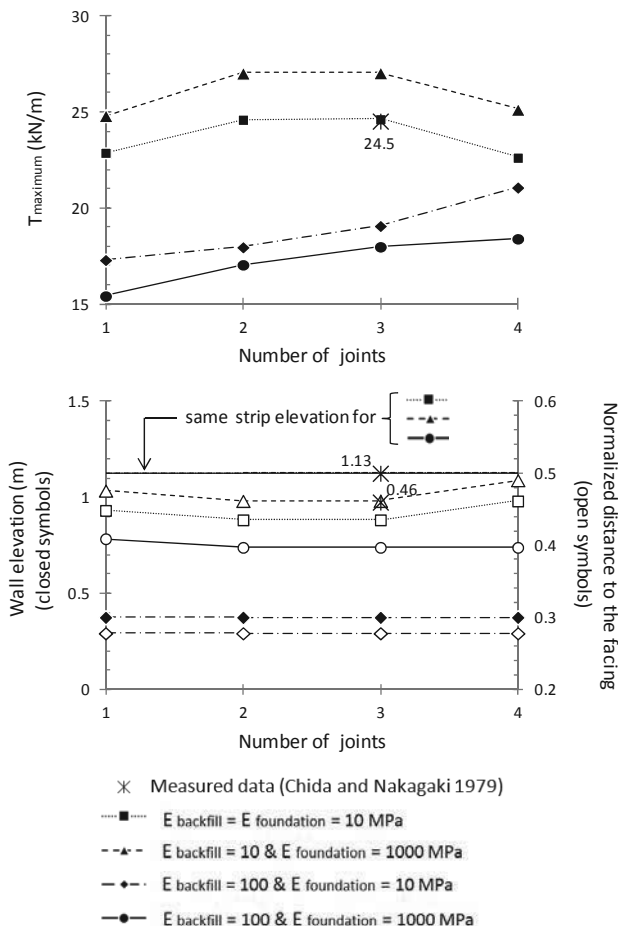 30
25
20
15
T maximum (kN/m)
24.5
1 2 3 4
Number of joints
1.5
1
0.5
0
Wall elevation (m)
(closed symbols)
same strip elevation for
1.13
0.46
0.6
0.5
0.4
0.3
0.2
Normalized distance to the facing
(open symbols)
1 2 3 4
Number of joints
Measured data (Chida and Nakagaki 1979)
E backfill = E foundation = 10 MPa
E backfill = 10 & E foundation = 1000 MPa
E backfill = 100 & E foundation = 10 MPa
E backfill = 100 & E foundation = 1000 MPa